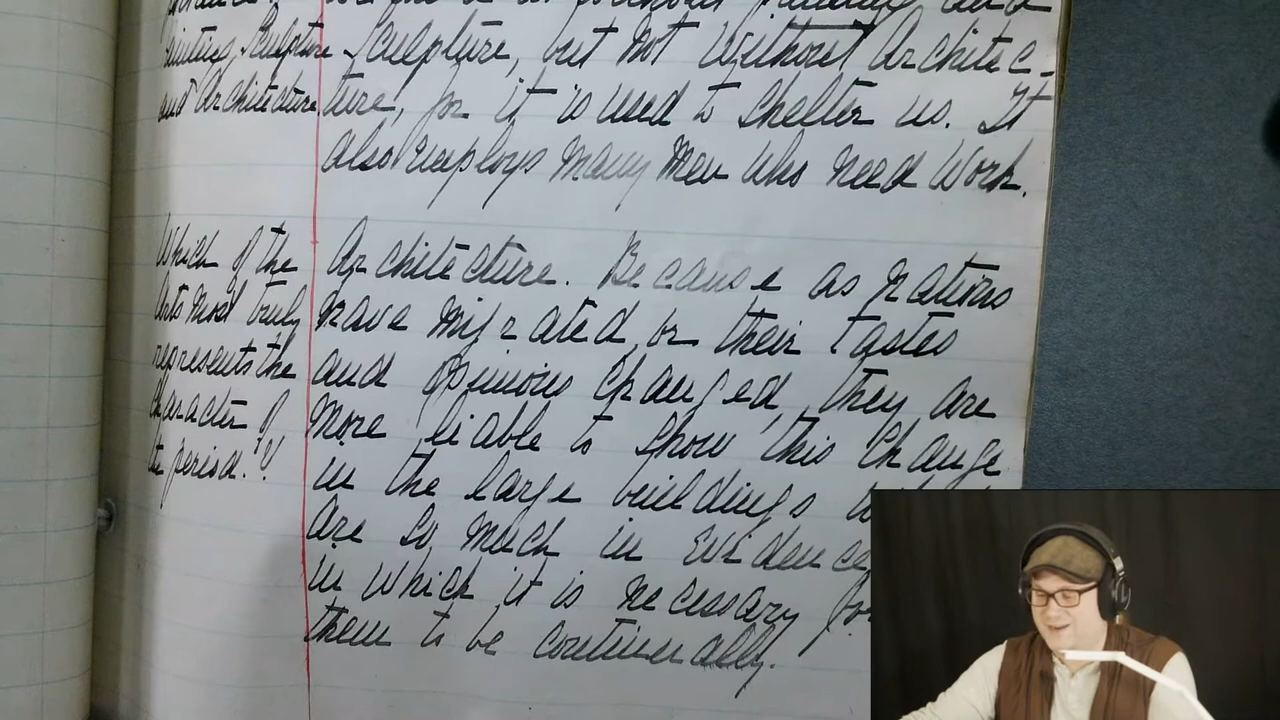 painting, Sculpture
and Architecture.
Sculpture, but not Without Architec-
ture, for it is used to shelter us. It
also employs many men who need Work.
Which of the
Arts most truly
represents the
Character of
the period.?
Architecture. Because as nations
have migrated, or their tastes
and opinions changed, they are
more liable to show this Change
in the large buildings
are so much in evidence
in which it is necessary for
them to be continually.